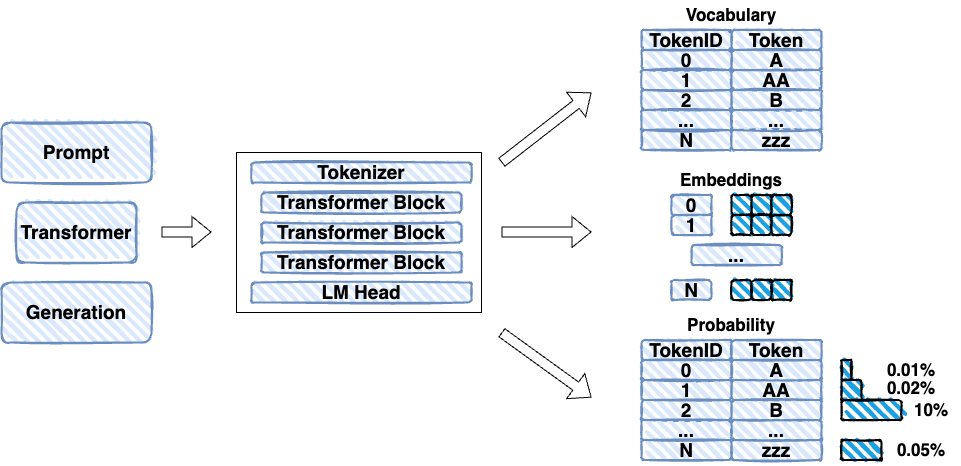 Prompt
Transformer
Generation
Tokenizer
Transformer Block
Transformer Block
Transformer Block
LM Head
Vocabulary
TokenID Token
0 A
1 AA
2 B
... ...
N zzz
Embeddings
0
1
...
N
Probability
TokenID Token
0 A 0.01%
1 AA 0.02%
2 B 10%
... ...
N zzz 0.05%